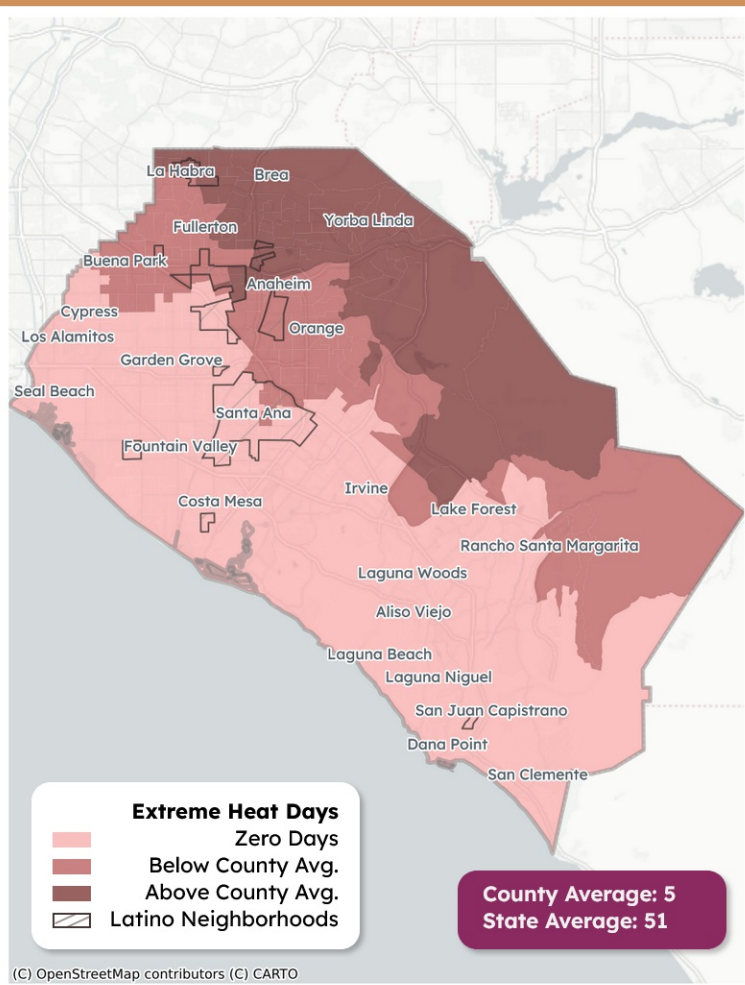 La Habra
Brea
Fullerton
Yorba Linda
Buena Park
Anaheim
Cypress
Orange
Los Alamitos
Garden Grove
Seal Beach
Santa Ana
Fountain Valley
Irvine
Costa Mesa
Lake Forest
Rancho Santa Margarita
Laguna Woods
Aliso Viejo
Laguna Beach
Laguna Niguel
San Juan Capistrano
Dana Point
San Clemente
Extreme Heat Days
Zero Days
Below County Avg.
Above County Avg.
Latino Neighborhoods
County Average: 5
State Average: 51
(C) OpenStreetMap contributors (C) CARTO